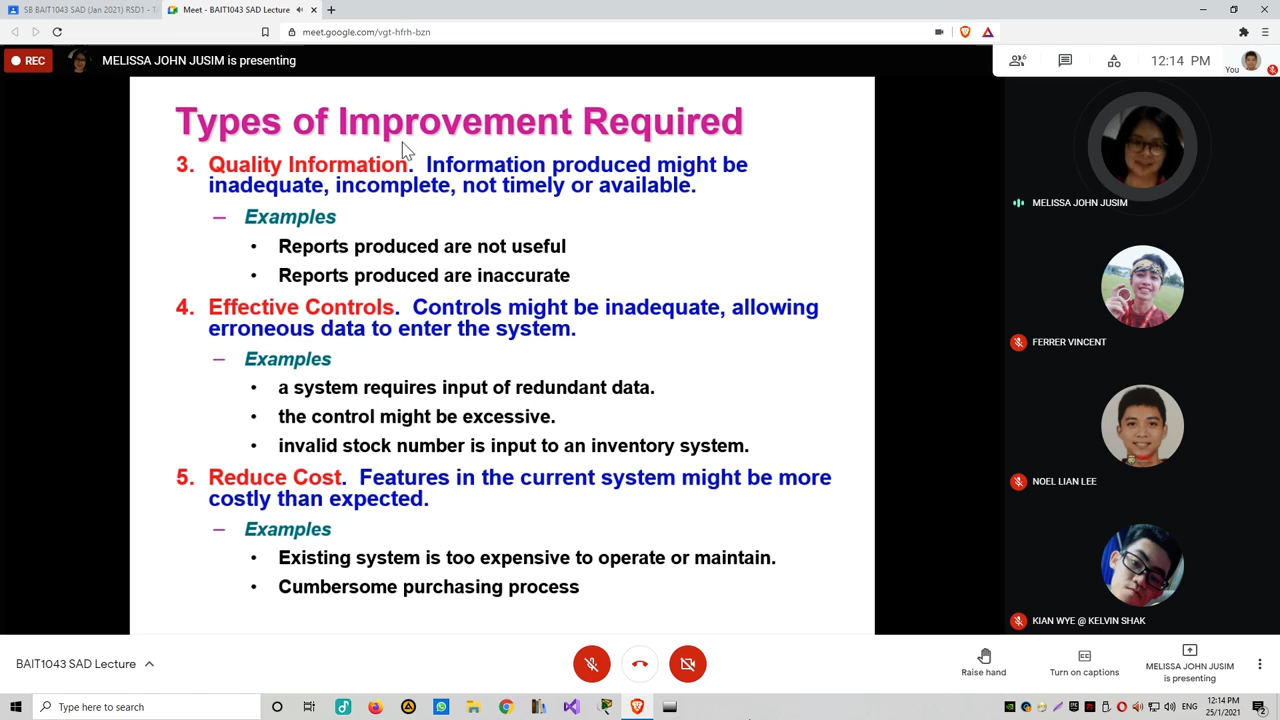 SB BAIT1043 SAD (Jan 2021) RSD1 - T
Meet - BAIT1043 SAD Lecture
meet.google.com/vgt-hfrh-bzn
REC
MELISSA JOHN JUSIM is presenting
6
12:14 PM
You
Types of Improvement Required
3. Quality Information. Information produced might be
inadequate, incomplete, not timely or available.
– Examples
• Reports produced are not useful
• Reports produced are inaccurate
4. Effective Controls. Controls might be inadequate, allowing
erroneous data to enter the system.
– Examples
• a system requires input of redundant data.
• the control might be excessive.
• invalid stock number is input to an inventory system.
5. Reduce Cost. Features in the current system might be more
costly than expected.
– Examples
• Existing system is too expensive to operate or maintain.
• Cumbersome purchasing process
MELISSA JOHN JUSIM
FERRER VINCENT
NOEL LIAN LEE
KIAN WYE @ KELVIN SHAK
BAIT1043 SAD Lecture
Raise hand
Turn on captions
MELISSA JOHN JUSIM
is presenting
Type here to search
ENG
12:14 PM
25/1/2021